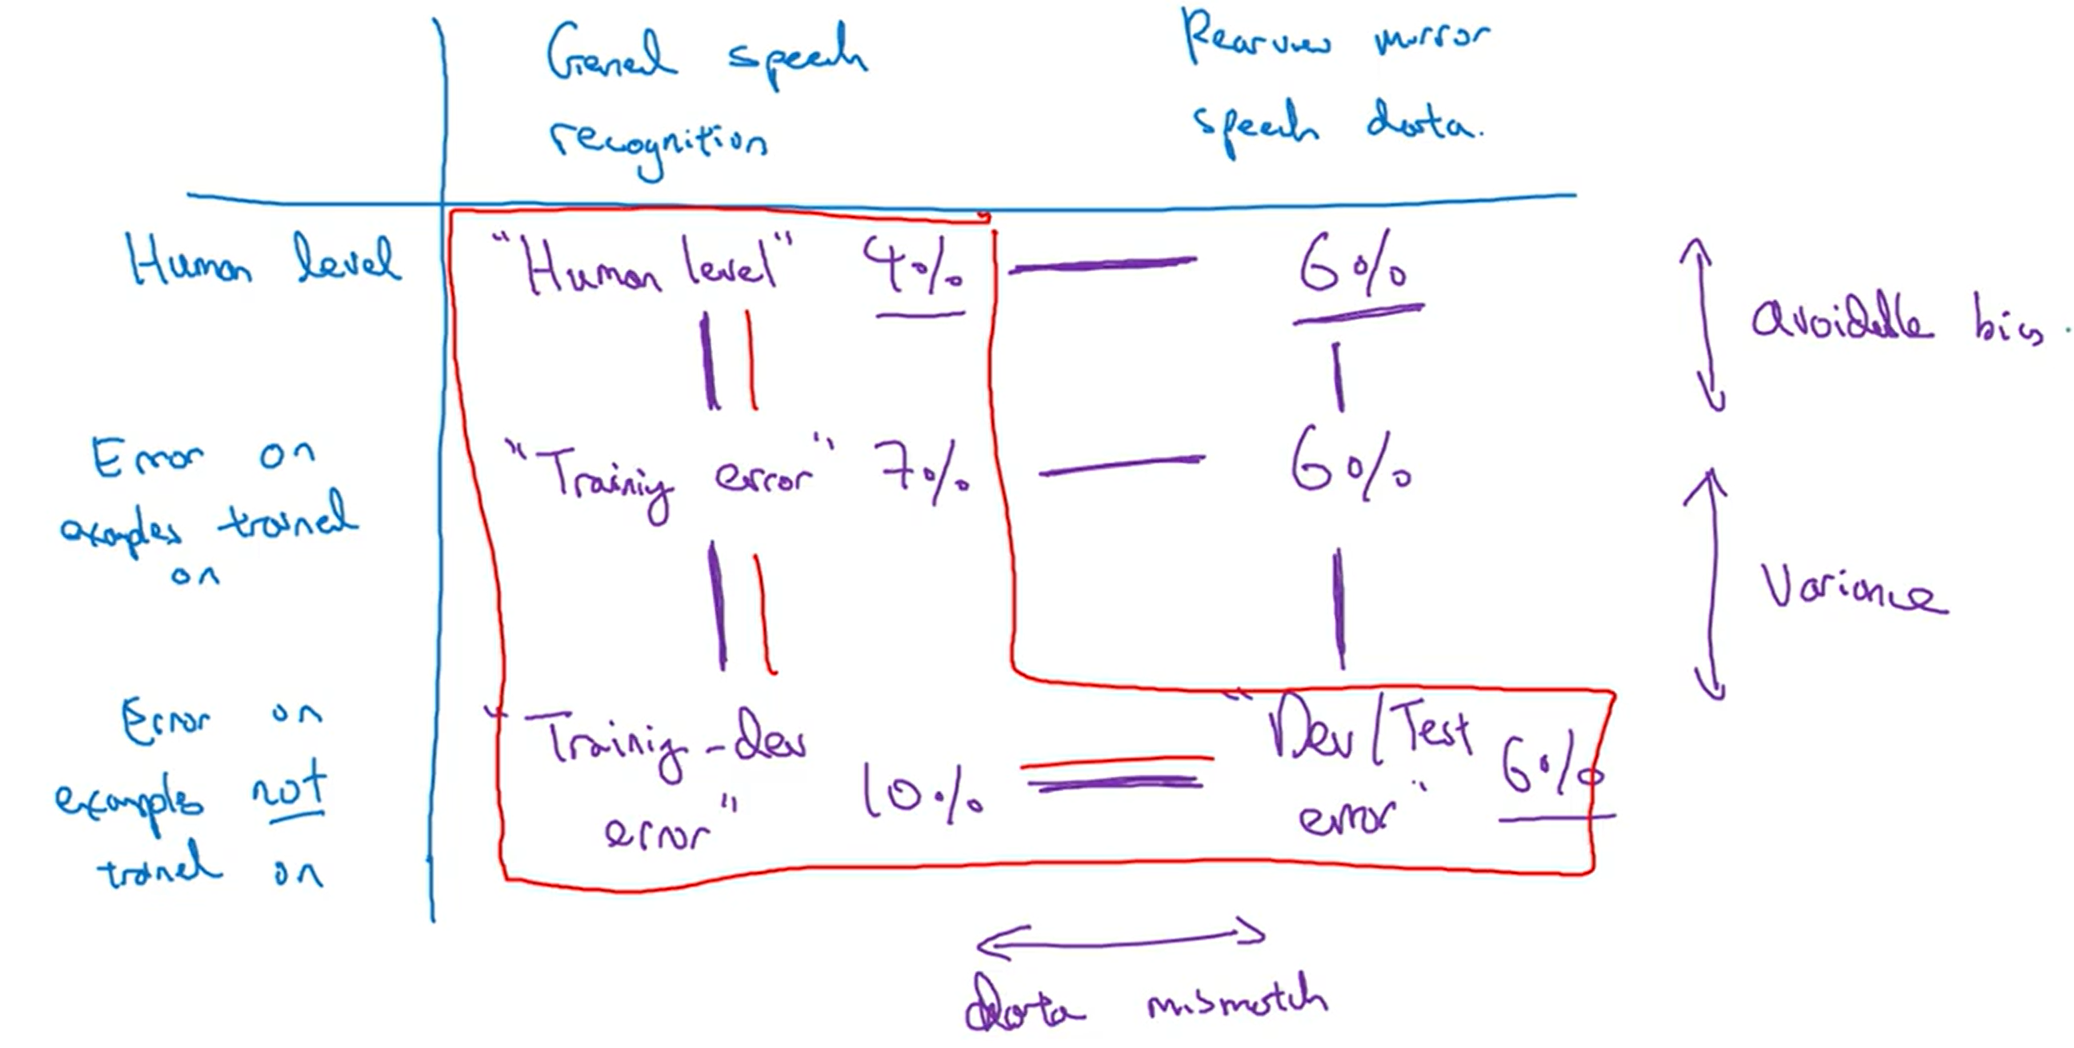 General speech
recognition
Rearview mirror
speech data.
Human level
"Human level" 4%
6%
avoidable bias.
Error on
examples trained
on
"Training error" 7%
6%
Variance
Error on
examples not
trained on
"Training-dev
error" 10%
"Dev/Test
error" 6%
data mismatch